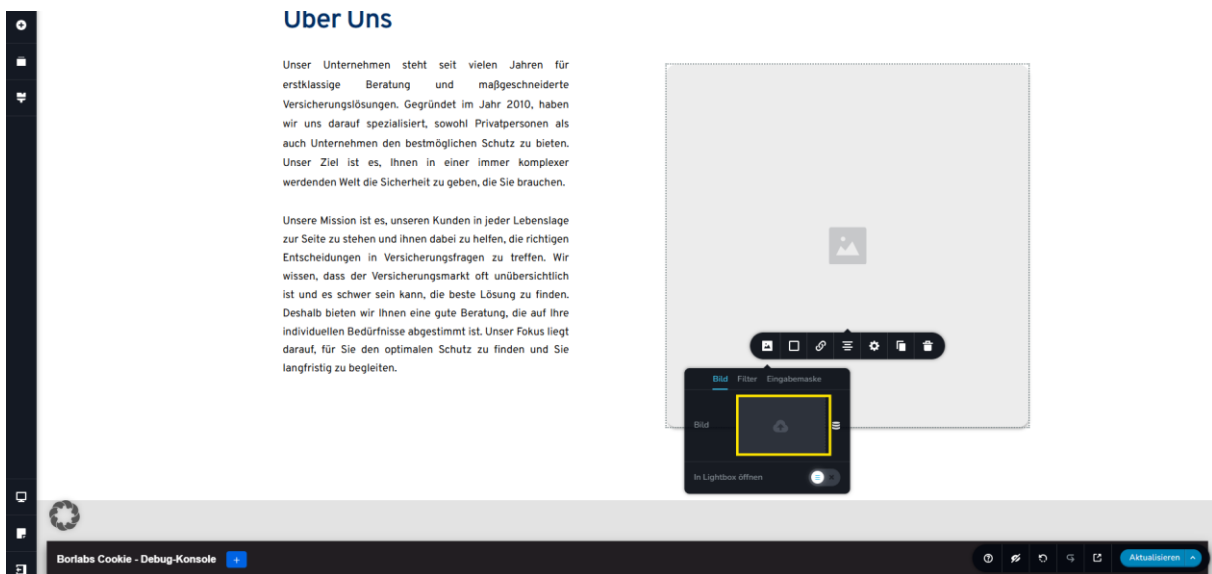 Über Uns
Unser Unternehmen steht seit vielen Jahren für
erstklassige Beratung und maßgeschneiderte
Versicherungslösungen. Gegründet im Jahr 2010, haben
wir uns darauf spezialisiert, sowohl Privatpersonen als
auch Unternehmen den bestmöglichen Schutz zu bieten.
Unser Ziel ist es, Ihnen in einer immer komplexer
werdenden Welt die Sicherheit zu geben, die Sie brauchen.
Unsere Mission ist es, unseren Kunden in jeder Lebenslage
zur Seite zu stehen und ihnen dabei zu helfen, die richtigen
Entscheidungen in Versicherungsfragen zu treffen. Wir
wissen, dass der Versicherungsmarkt oft unübersichtlich
ist und es schwer sein kann, die beste Lösung zu finden.
Deshalb bieten wir Ihnen eine gute Beratung, die auf Ihre
individuellen Bedürfnisse abgestimmt ist. Unser Fokus liegt
darauf, für Sie den optimalen Schutz zu finden und Sie
langfristig zu begleiten.
Bild Filter Eingabemaske
Bild
In Lightbox öffnen
Borlabs Cookie - Debug-Konsole
Aktualisieren